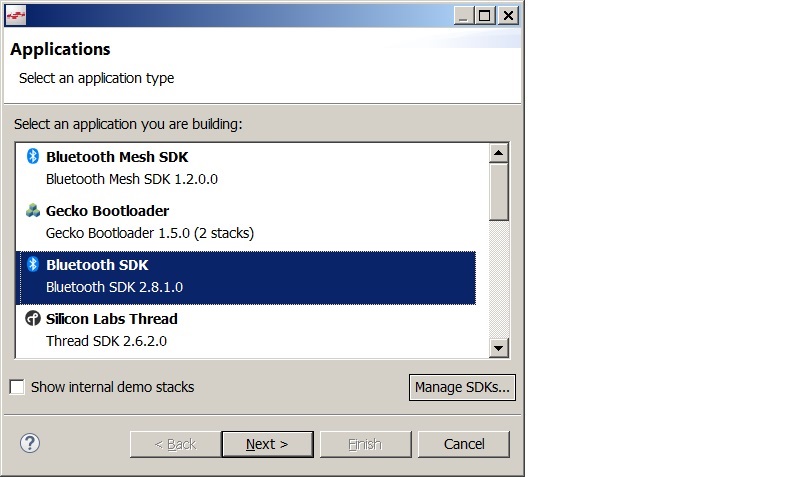 Applications
Select an application type
Select an application you are building:
Bluetooth Mesh SDK
Bluetooth Mesh SDK 1.2.0.0
Gecko Bootloader
Gecko Bootloader 1.5.0 (2 stacks)
Bluetooth SDK
Bluetooth SDK 2.8.1.0
Silicon Labs Thread
Thread SDK 2.6.2.0
Show internal demo stacks
Manage SDKs...
< Back
Next >
Finish
Cancel